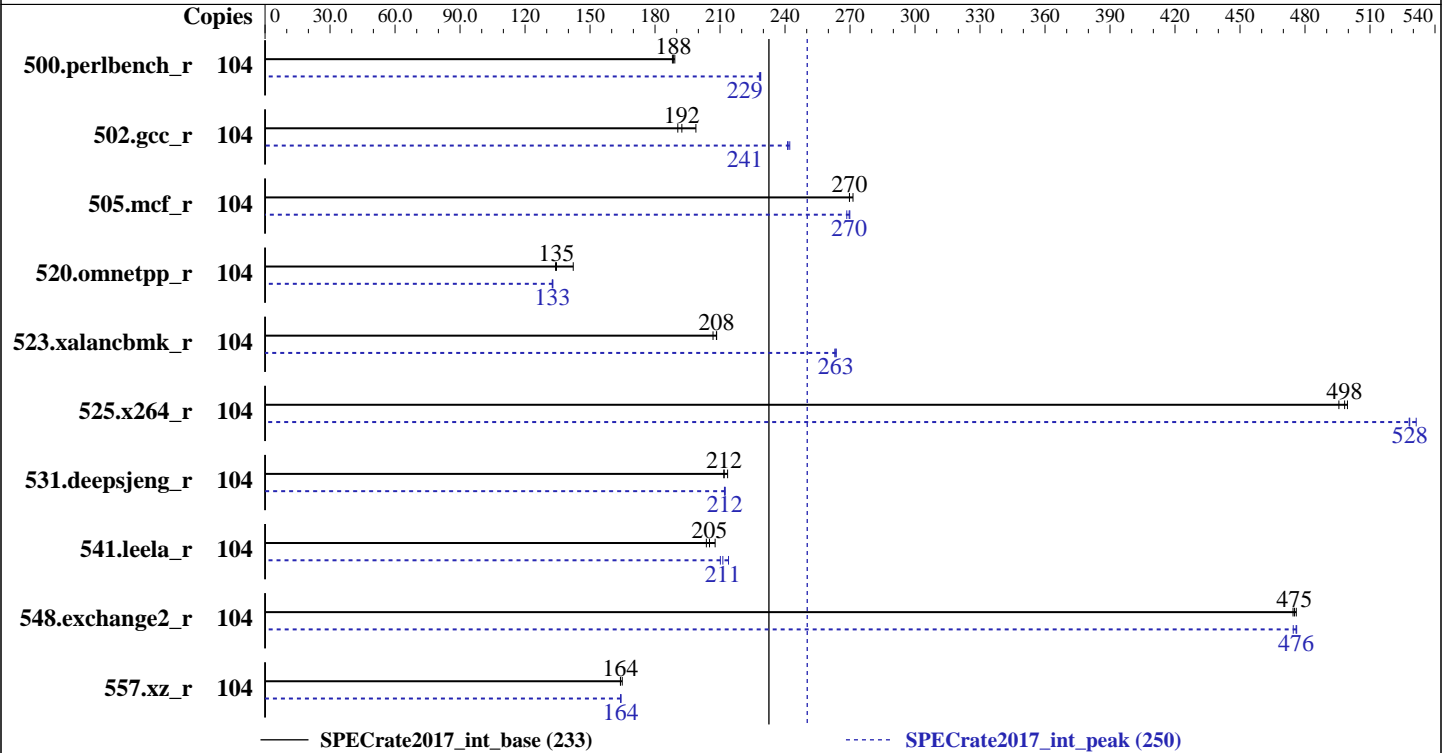 Copies 0 30.0 60.0 90.0 120 150 180 210 240 270 300 330 360 390 420 450 480 510 540
188
500.perlbench_r 104
229
192
502.gcc_r 104
241
270
505.mcf_r 104
270
135
520.omnetpp_r 104
133
208
523.xalancbmk_r 104
263
498
525.x264_r 104
528
212
531.deepsjeng_r 104
212
205
541.leela_r 104
211
475
548.exchange2_r 104
476
164
557.xz_r 104
164
SPECrate2017_int_base (233) SPECrate2017_int_peak (250)